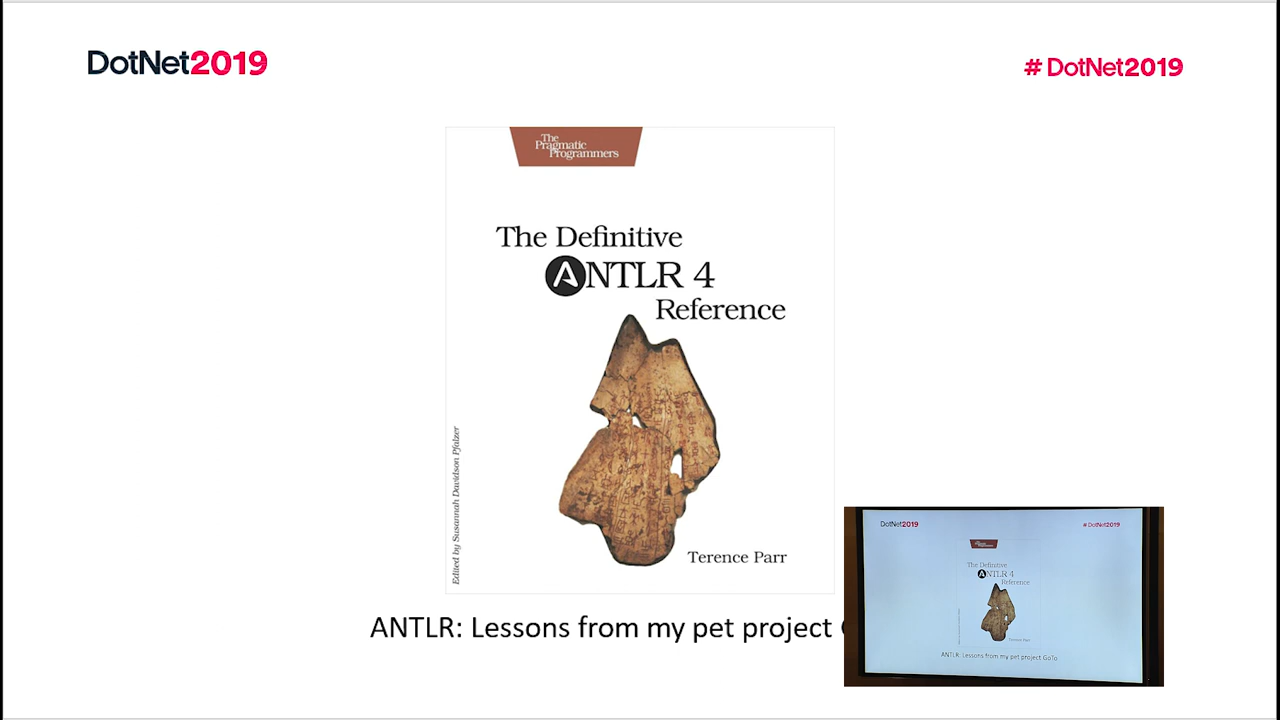 DotNet2019
# DotNet2019
The
Pragmatic
Programmers
The Definitive
ANTLR 4
Reference
Edited by Susannah Davidson Pfalzer
Terence Parr
ANTLR: Lessons from my pet project
DotNet2019
# DotNet2019
The Definitive
ANTLR 4
Reference
Terence Parr
ANTLR: Lessons from my pet project GoTo